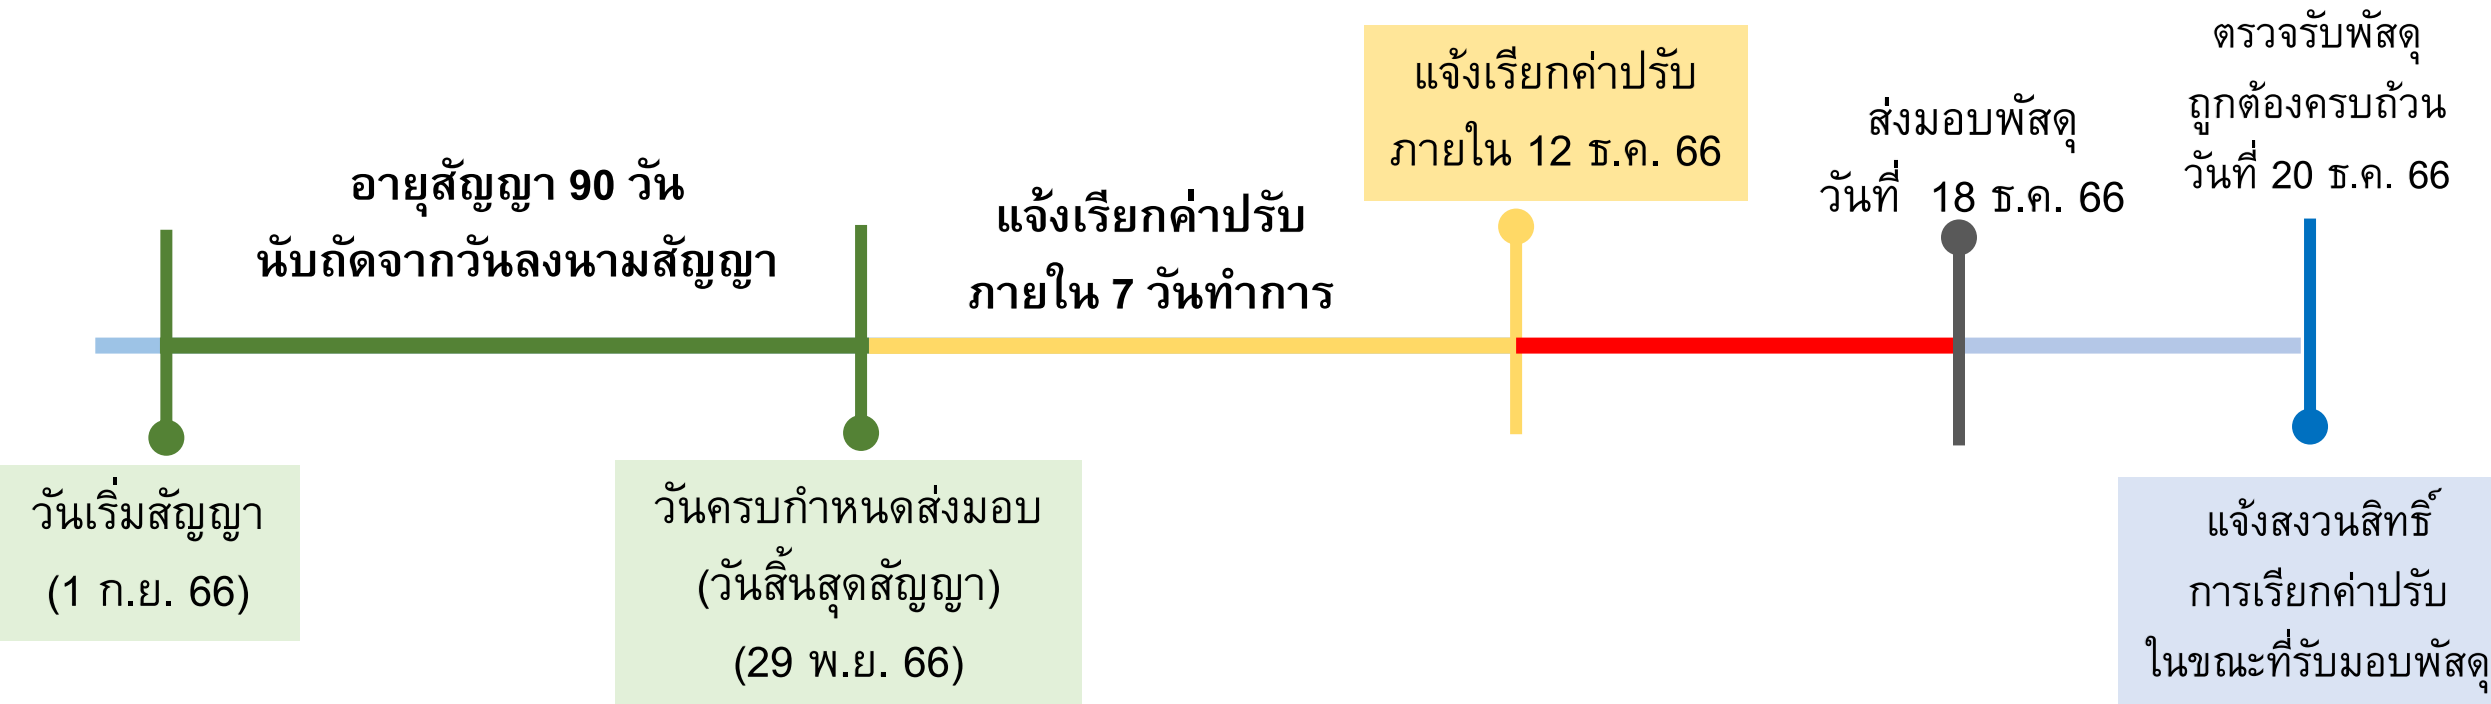 วันเริ่มสัญญา
(1 ก.ย. 66)
อายุสัญญา 90 วัน
นับถัดจากวันลงนามสัญญา
วันครบกำหนดส่งมอบ
(วันสิ้นสุดสัญญา)
(29 พ.ย. 66)
แจ้งเรียกค่าปรับ
ภายใน 7 วันทำการ
แจ้งเรียกค่าปรับ
ภายใน 12 ธ.ค. 66
ส่งมอบพัสดุ
วันที่ 18 ธ.ค. 66
ตรวจรับพัสดุ
ถูกต้องครบถ้วน
วันที่ 20 ธ.ค. 66
แจ้งสงวนสิทธิ์
การเรียกค่าปรับ
ในขณะที่รับมอบพัสดุ